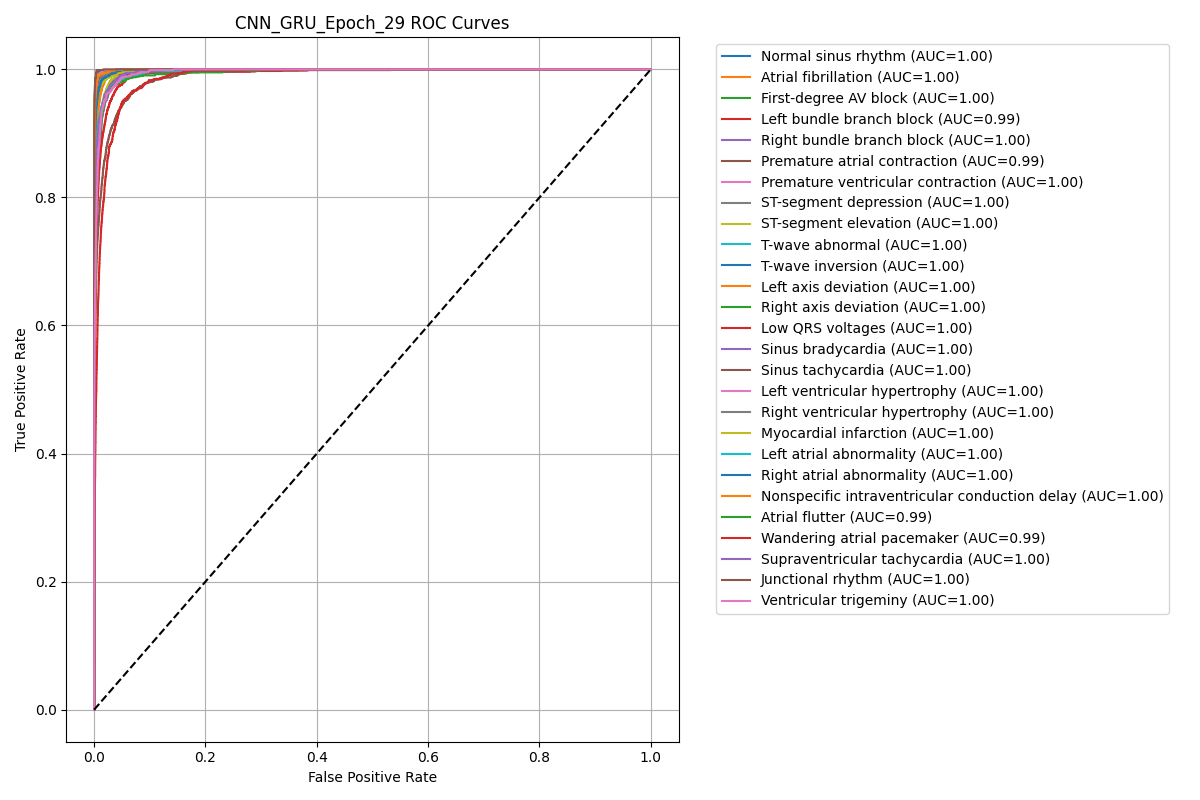 CNN_GRU_Epoch_29 ROC Curves
True Positive Rate
1.0
0.8
0.6
0.4
0.2
0.0
0.0 0.2 0.4 0.6 0.8 1.0
False Positive Rate
Normal sinus rhythm (AUC=1.00)
Atrial fibrillation (AUC=1.00)
First-degree AV block (AUC=1.00)
Left bundle branch block (AUC=0.99)
Right bundle branch block (AUC=1.00)
Premature atrial contraction (AUC=0.99)
Premature ventricular contraction (AUC=1.00)
ST-segment depression (AUC=1.00)
ST-segment elevation (AUC=1.00)
T-wave abnormal (AUC=1.00)
T-wave inversion (AUC=1.00)
Left axis deviation (AUC=1.00)
Right axis deviation (AUC=1.00)
Low QRS voltages (AUC=1.00)
Sinus bradycardia (AUC=1.00)
Sinus tachycardia (AUC=1.00)
Left ventricular hypertrophy (AUC=1.00)
Right ventricular hypertrophy (AUC=1.00)
Myocardial infarction (AUC=1.00)
Left atrial abnormality (AUC=1.00)
Right atrial abnormality (AUC=1.00)
Nonspecific intraventricular conduction delay (AUC=1.00)
Atrial flutter (AUC=0.99)
Wandering atrial pacemaker (AUC=0.99)
Supraventricular tachycardia (AUC=1.00)
Junctional rhythm (AUC=1.00)
Ventricular trigeminy (AUC=1.00)